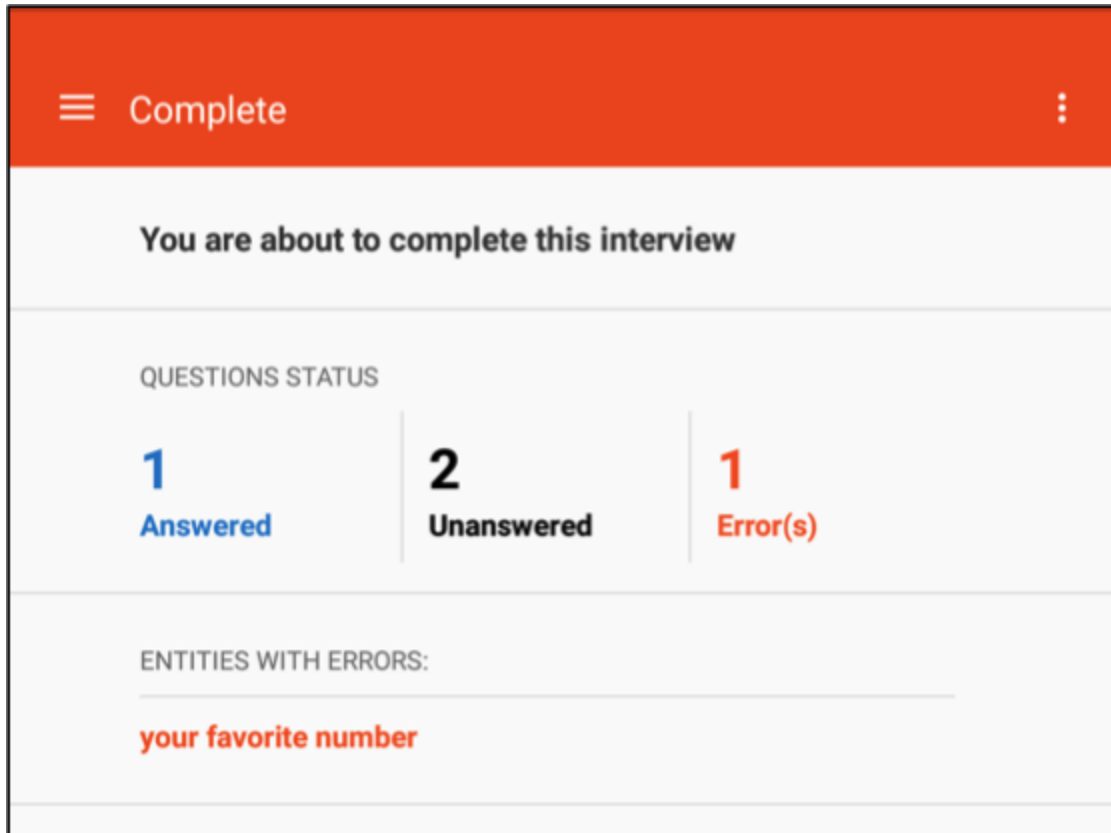 Complete
You are about to complete this interview
QUESTIONS STATUS
1 2 1
Answered Unanswered Error(s)
ENTITIES WITH ERRORS:
your favorite number